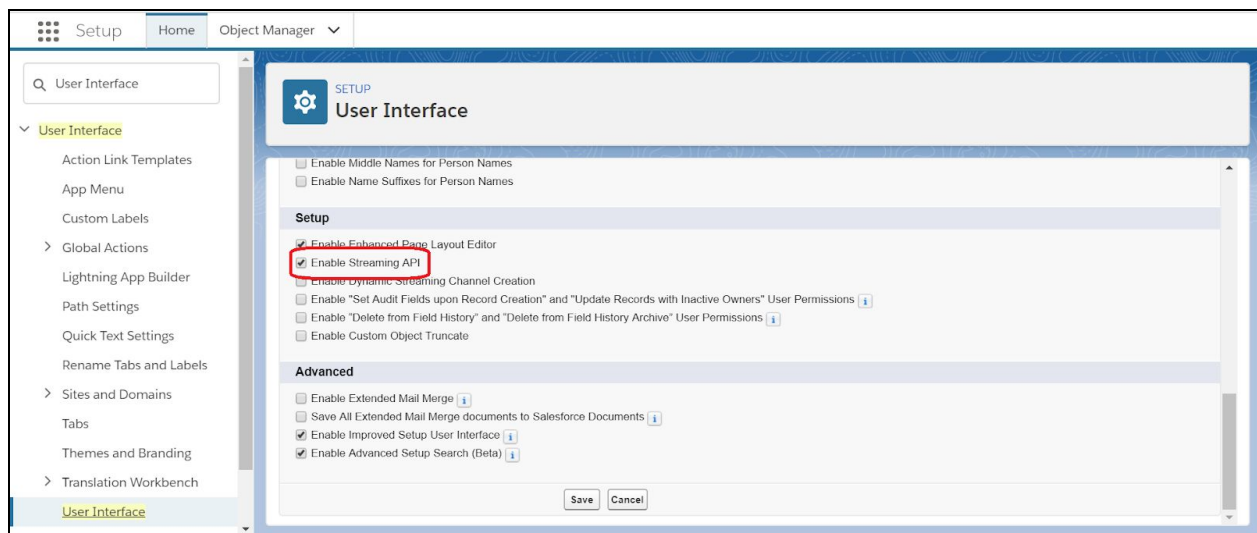 Setup
Home
Object Manager
User Interface
User Interface
Action Link Templates
App Menu
Custom Labels
Global Actions
Lightning App Builder
Path Settings
Quick Text Settings
Rename Tabs and Labels
Sites and Domains
Tabs
Themes and Branding
Translation Workbench
User Interface
SETUP
User Interface
Enable Middle Names for Person Names
Enable Name Suffixes for Person Names
Setup
Enable Enhanced Page Layout Editor
Enable Streaming API
Enable Dynamic Streaming Channel Creation
Enable "Set Audit Fields upon Record Creation" and "Update Records with Inactive Owners" User Permissions i
Enable "Delete from Field History" and "Delete from Field History Archive" User Permissions i
Enable Custom Object Truncate
Advanced
Enable Extended Mail Merge i
Save All Extended Mail Merge documents to Salesforce Documents i
Enable Improved Setup User Interface i
Enable Advanced Setup Search (Beta) i
Save Cancel